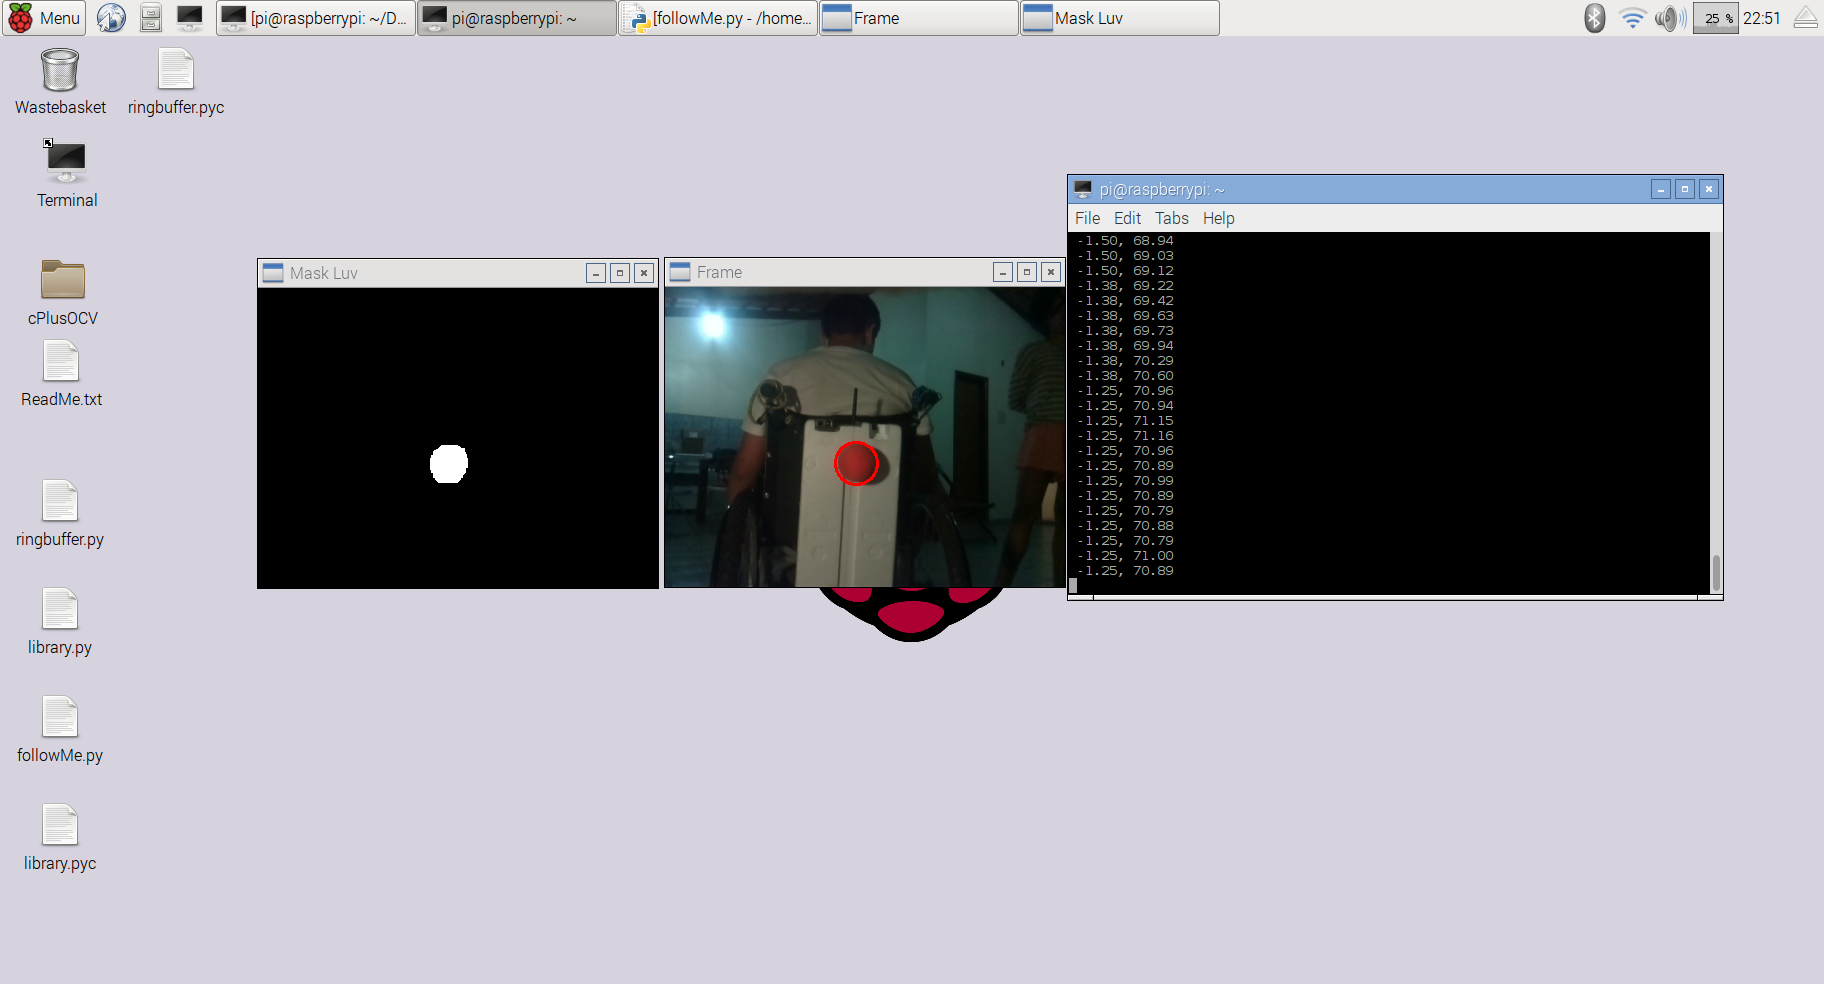 Menu
[pi@raspberrypi: ~/D...
pi@raspberrypi: ~
[followMe.py - /home...
Frame
Mask Luv
25 %
22:51
Wastebasket
ringbuffer.pyc
Terminal
cPlusOCV
ReadMe.txt
ringbuffer.py
library.py
followMe.py
library.pyc
Mask Luv
Frame
pi@raspberrypi: ~
File Edit Tabs Help
-1.50, 68.94
-1.50, 69.03
-1.50, 69.12
-1.38, 69.22
-1.38, 69.42
-1.38, 69.63
-1.38, 69.73
-1.38, 69.94
-1.38, 70.29
-1.38, 70.60
-1.25, 70.96
-1.25, 70.94
-1.25, 71.15
-1.25, 71.16
-1.25, 70.96
-1.25, 70.89
-1.25, 70.99
-1.25, 70.89
-1.25, 70.79
-1.25, 70.88
-1.25, 70.79
-1.25, 71.00
-1.25, 70.89